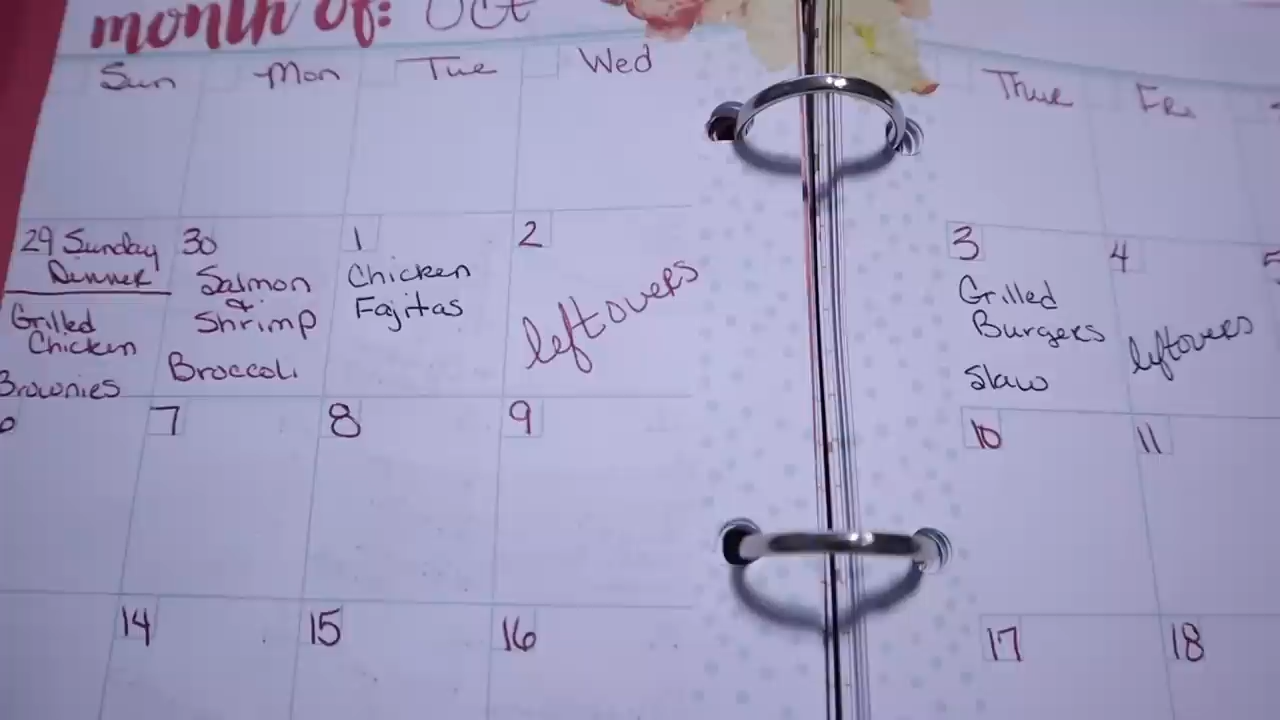 month of: Oct
Sun Mon Tue Wed Thur Fri
29 Sunday
Dinner
Grilled
Chicken
Brownies
30
Salmon
&
Shrimp
Broccoli
1
Chicken
Fajitas
2
leftovers
3
Grilled
Burgers
Slaw
4
leftovers
5
6 7 8 9 10 11
14 15 16 17 18